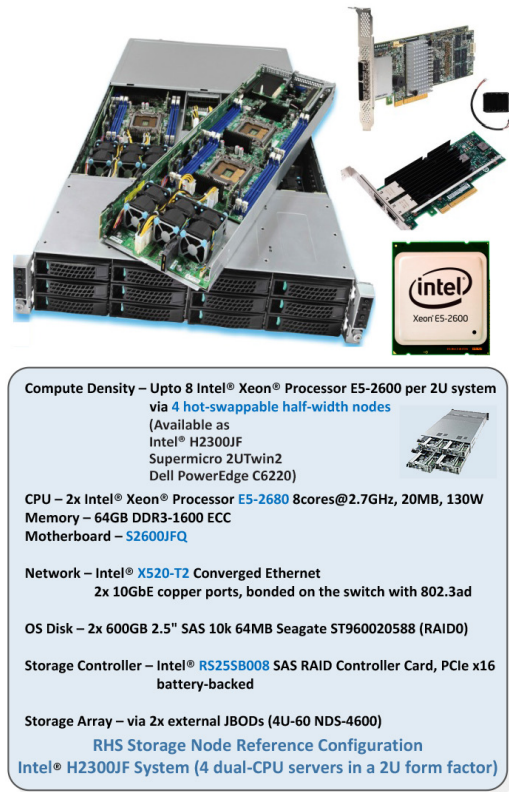 intel®
Xeon® E5-2600
Compute Density – Upto 8 Intel® Xeon® Processor E5-2600 per 2U system
via 4 hot-swappable half-width nodes
(Available as
Intel® H2300JF
Supermicro 2UTwin2
Dell PowerEdge C6220)
CPU – 2x Intel® Xeon® Processor E5-2680 8cores@2.7GHz, 20MB, 130W
Memory – 64GB DDR3-1600 ECC
Motherboard – S2600JFQ
Network – Intel® X520-T2 Converged Ethernet
2x 10GbE copper ports, bonded on the switch with 802.3ad
OS Disk – 2x 600GB 2.5" SAS 10k 64MB Seagate ST960020588 (RAID0)
Storage Controller – Intel® RS25SB008 SAS RAID Controller Card, PCIe x16
battery-backed
Storage Array – via 2x external JBODs (4U-60 NDS-4600)
RHS Storage Node Reference Configuration
Intel® H2300JF System (4 dual-CPU servers in a 2U form factor)